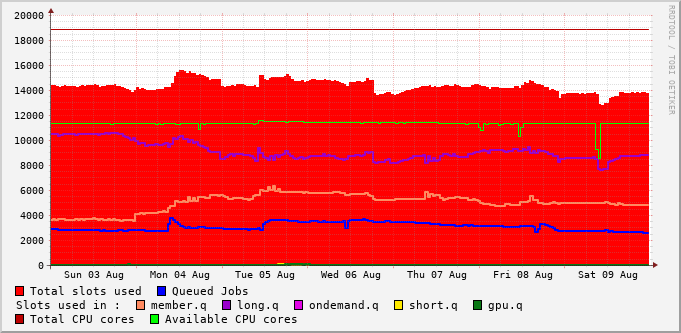 20000
18000
16000
14000
12000
10000
8000
6000
4000
2000
0
Sun 03 Aug Mon 04 Aug Tue 05 Aug Wed 06 Aug Thu 07 Aug Fri 08 Aug Sat 09 Aug
Total slots used Queued Jobs
Slots used in : member.q long.q ondemand.q short.q gpu.q
Total CPU cores Available CPU cores
RRDTOOL / TOBI OETIKER